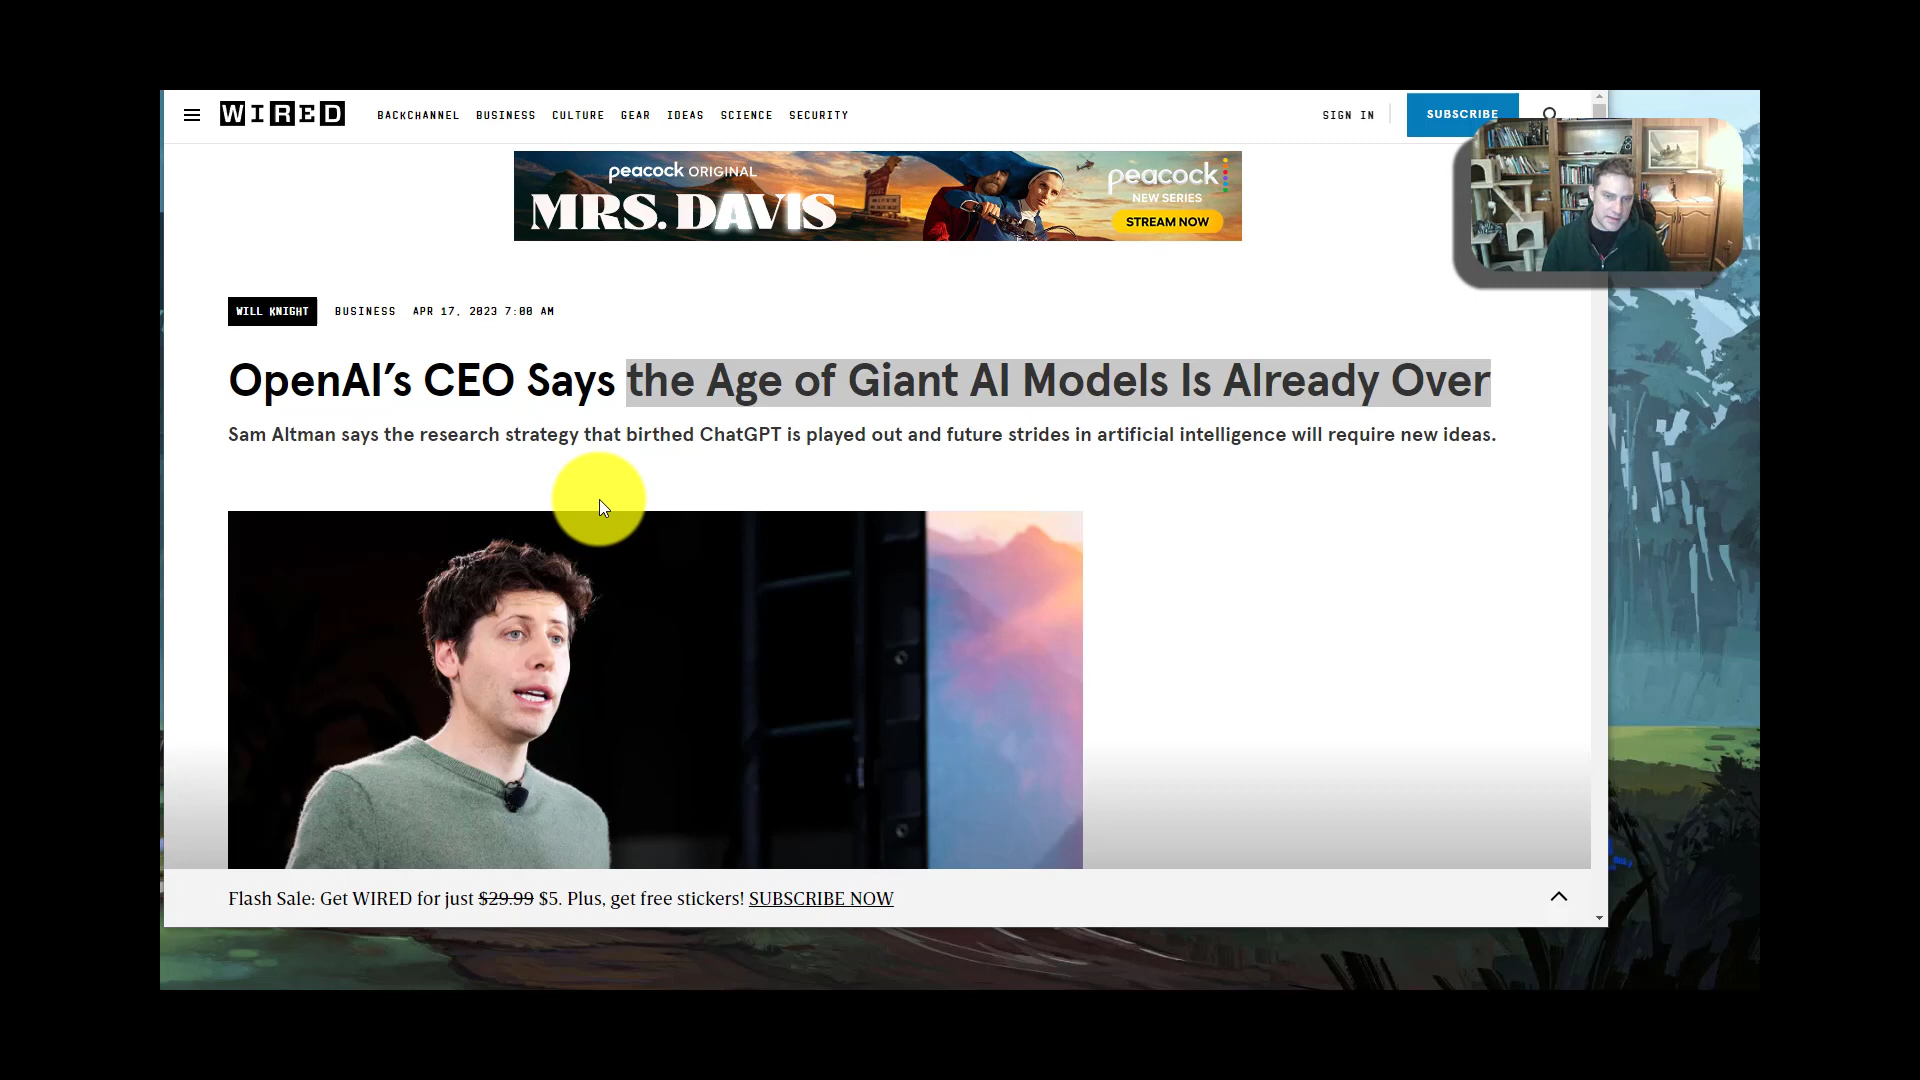 WIRED
BACKCHANNEL BUSINESS CULTURE GEAR IDEAS SCIENCE SECURITY
SIGN IN
SUBSCRIBE
peacock ORIGINAL
MRS. DAVIS
peacock
NEW SERIES
STREAM NOW
WILL KNIGHT BUSINESS APR 17, 2023 7:00 AM
OpenAI’s CEO Says the Age of Giant AI Models Is Already Over
Sam Altman says the research strategy that birthed ChatGPT is played out and future strides in artificial intelligence will require new ideas.
Flash Sale: Get WIRED for just $29.99 $5. Plus, get free stickers! SUBSCRIBE NOW